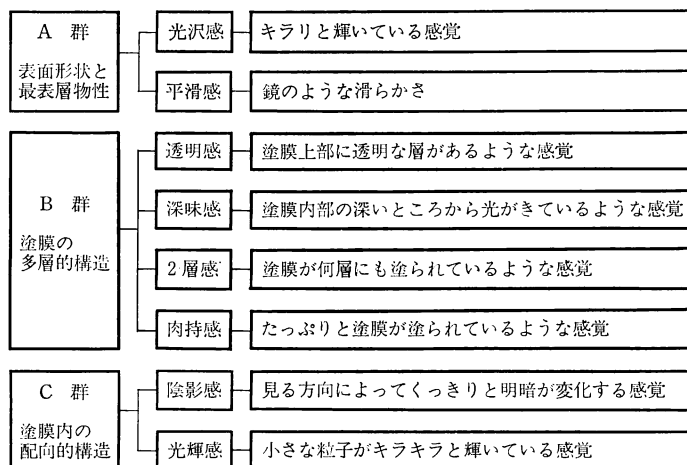 A 群
表面形状と
最表層物性
光沢感
キラリと輝いている感覚
平滑感
鏡のような滑らかさ
B 群
塗膜の
多層的構造
透明感
塗膜上部に透明な層があるような感覚
深味感
塗膜内部の深いところから光がきているような感覚
2層感
塗膜が何層にも塗られているような感覚
肉持感
たっぷりと塗膜が塗られているような感覚
C 群
塗膜内の
配向的構造
陰影感
見る方向によってくっきりと明暗が変化する感覚
光輝感
小さな粒子がキラキラと輝いている感覚